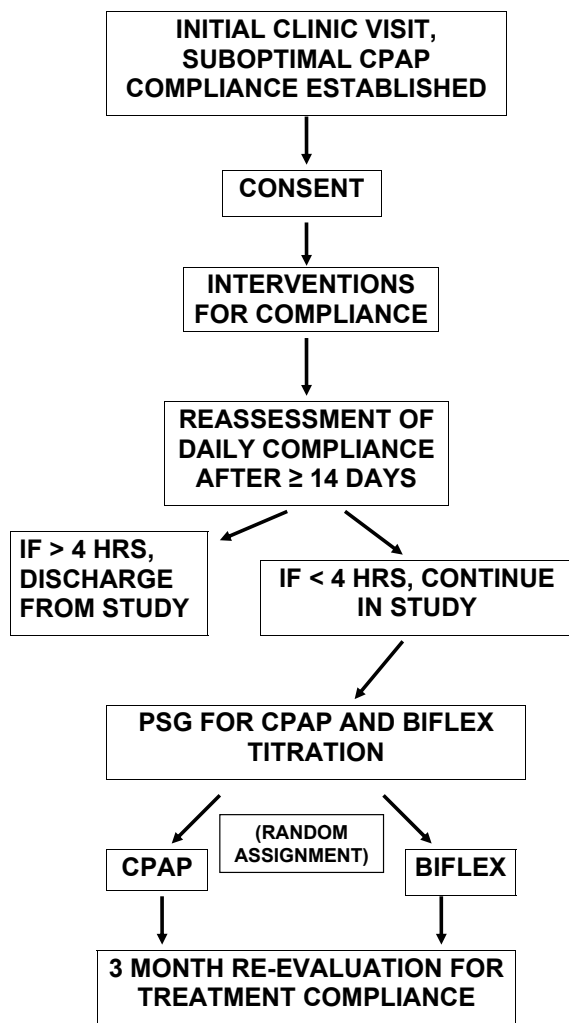 INITIAL CLINIC VISIT,
SUBOPTIMAL CPAP
COMPLIANCE ESTABLISHED
CONSENT
INTERVENTIONS
FOR COMPLIANCE
REASSESSMENT OF
DAILY COMPLIANCE
AFTER ≥ 14 DAYS
IF > 4 HRS,
DISCHARGE
FROM STUDY
IF < 4 HRS, CONTINUE
IN STUDY
PSG FOR CPAP AND BIFLEX
TITRATION
(RANDOM
ASSIGNMENT)
CPAP
BIFLEX
3 MONTH RE-EVALUATION FOR
TREATMENT COMPLIANCE